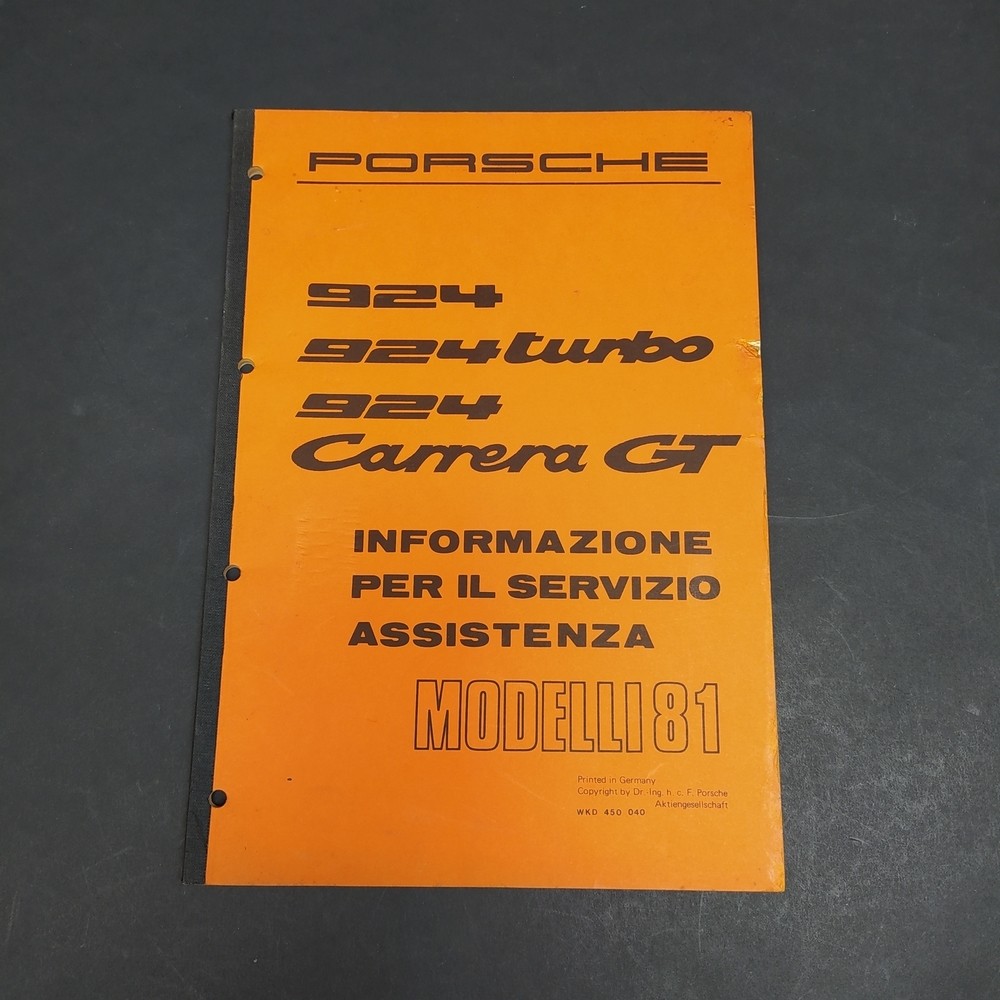 PORSCHE
924
924 turbo
924
Carrera GT
INFORMAZIONE
PER IL SERVIZIO
ASSISTENZA
MODELLI 81
Printed in Germany
Copyright by Dr.-Ing. h. c. F. Porsche
Aktiengesellschaft
WKD 450 040